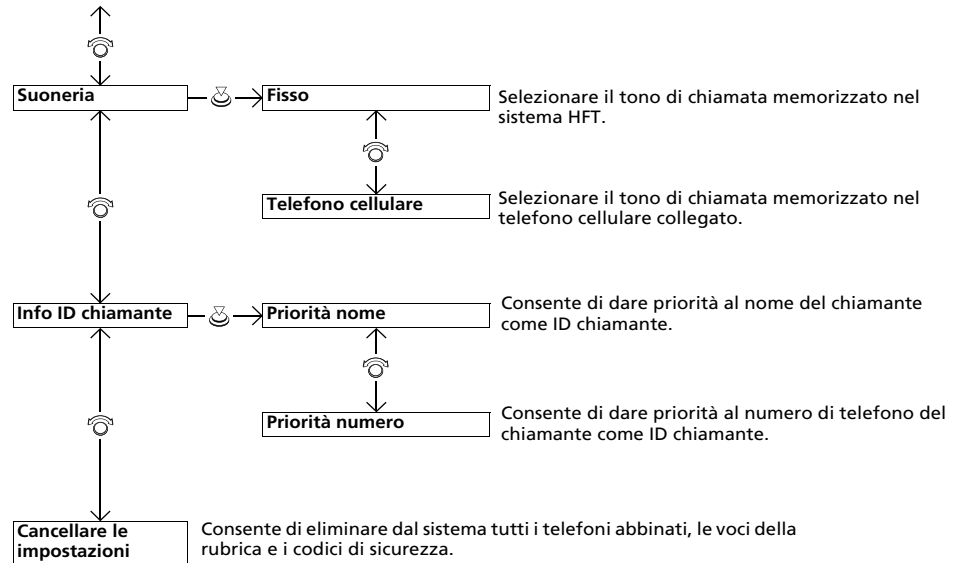 Suoneria
Fisso
Selezionare il tono di chiamata memorizzato nel
sistema HFT.
Telefono cellulare
Selezionare il tono di chiamata memorizzato nel
telefono cellulare collegato.
Info ID chiamante
Priorità nome
Consente di dare priorità al nome del chiamante
come ID chiamante.
Priorità numero
Consente di dare priorità al numero di telefono del
chiamante come ID chiamante.
Cancellare le
impostazioni
Consente di eliminare dal sistema tutti i telefoni abbinati, le voci della
rubrica e i codici di sicurezza.